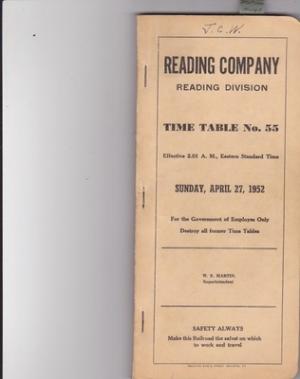 J.C.W.
READING COMPANY
READING DIVISION
TIME TABLE No. 55
Effective 2.01 A. M., Eastern Standard Time
SUNDAY, APRIL 27, 1952
For the Government of Employes Only
Destroy all former Time Tables
W. S. MARTIN,
Superintendent
SAFETY ALWAYS
Make this Railroad the safest on which
to work and travel